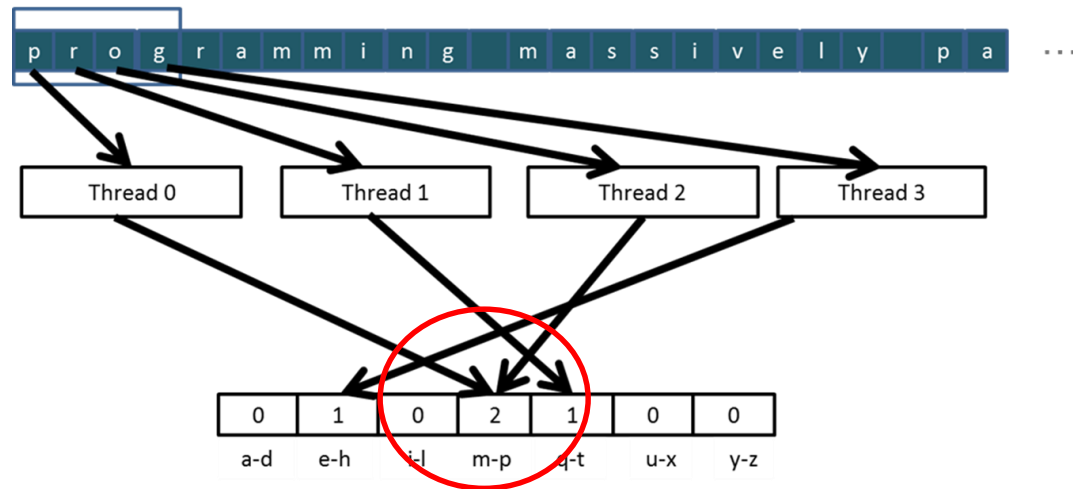 p r o g r a m m i n g m a s s i v e l y p a ...
Thread 0 Thread 1 Thread 2 Thread 3
0 1 0 2 1 0 0
a-d e-h i-l m-p q-t u-x y-z